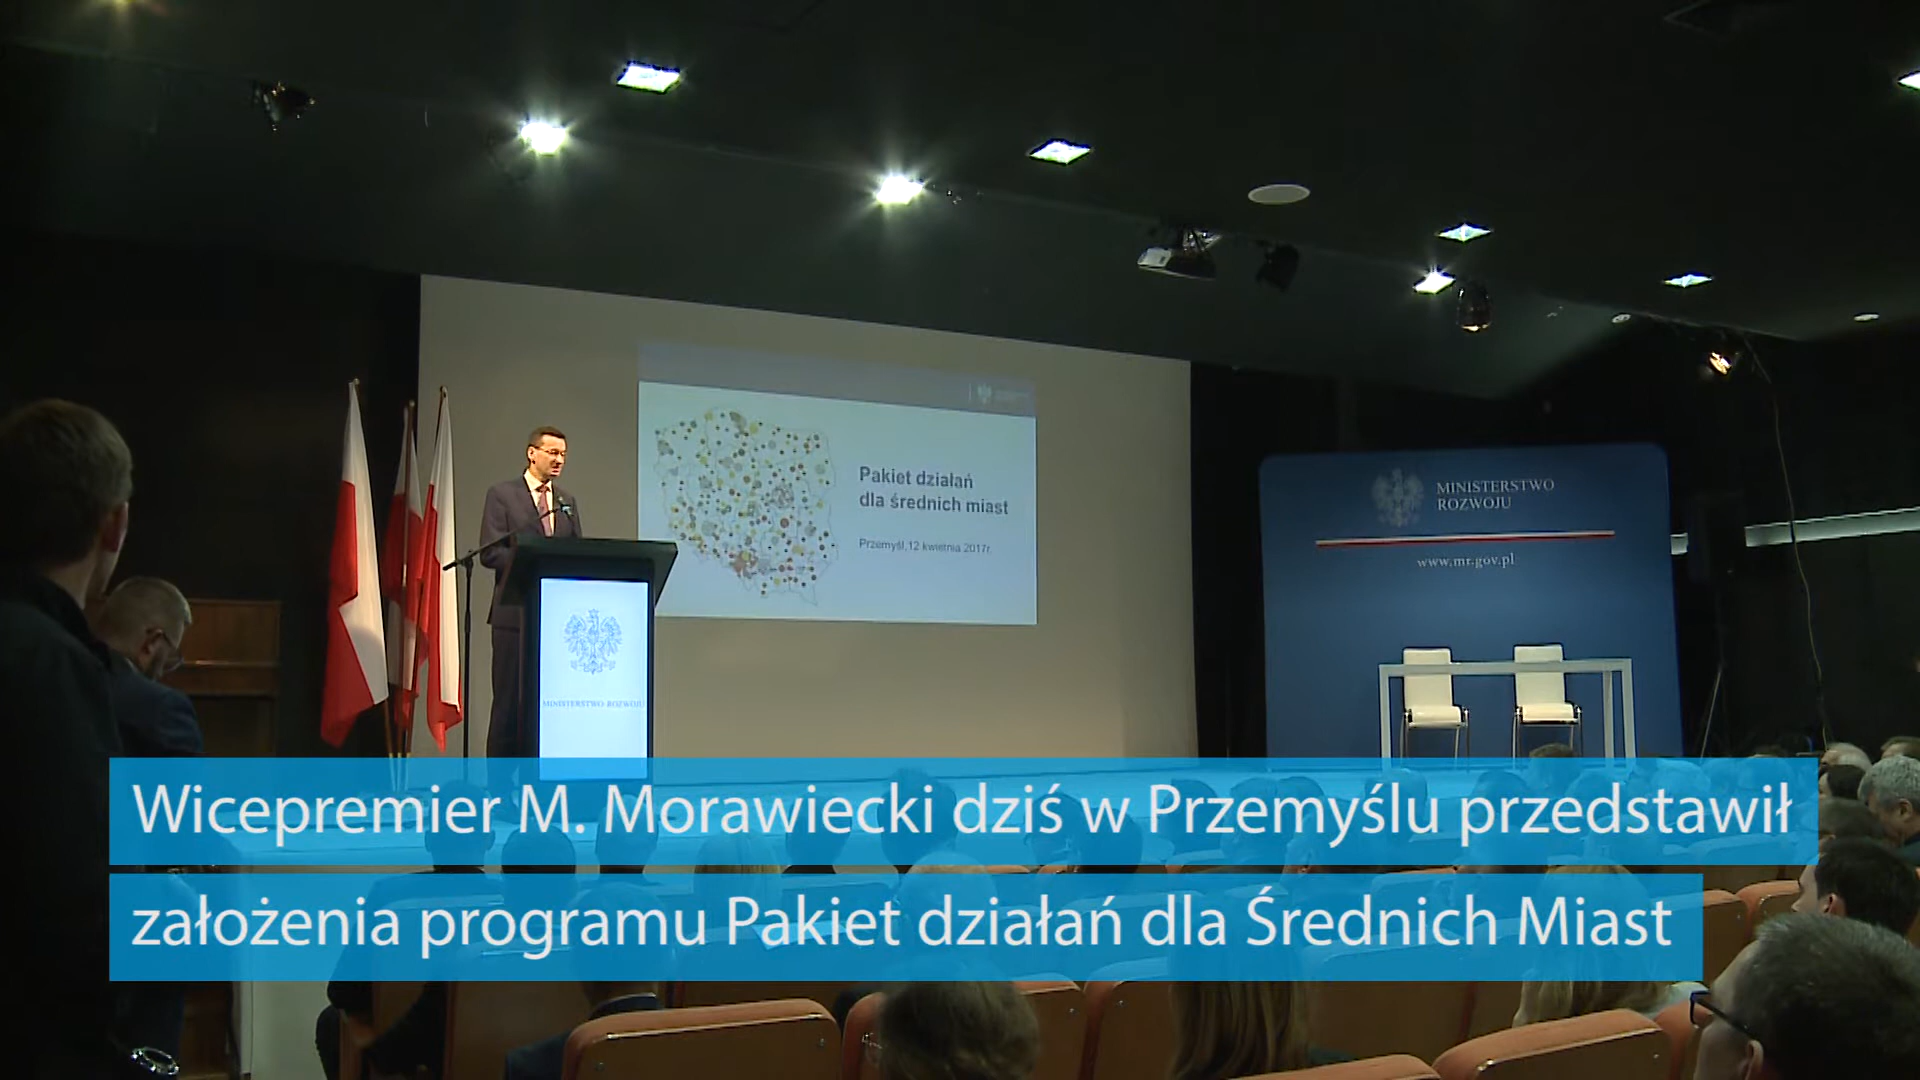 Pakiet działań
dla średnich miast
Przemyśl,12 kwietnia 2017r.
MINISTERSTWO
ROZWOJU
www.mr.gov.pl
MINISTERSTWO ROZWOJU
Wicepremier M. Morawiecki dziś w Przemyślu przedstawił
założenia programu Pakiet działań dla Średnich Miast